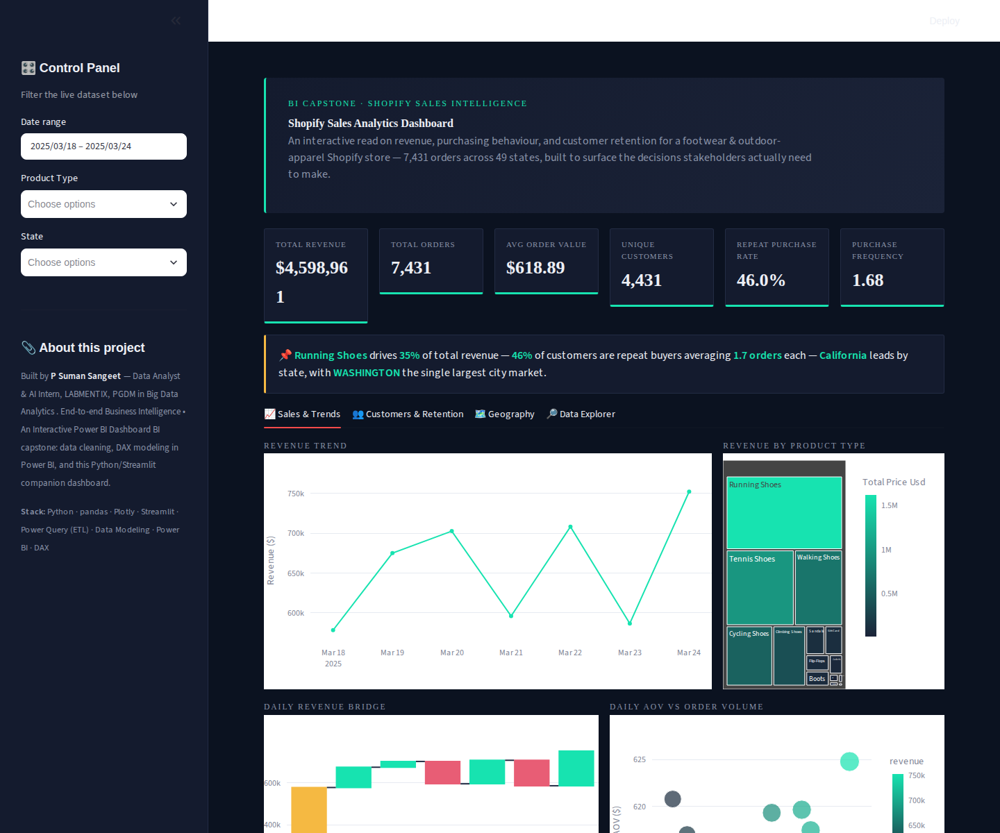 Deploy
Control Panel
Filter the live dataset below
Date range
2025/03/18 – 2025/03/24
Product Type
Choose options
State
Choose options
About this project
Built by P Suman Sangeet — Data Analyst
& AI Intern, LABMENTIX, PGDM in Big Data
Analytics . End-to-end Business Intelligence •
An Interactive Power BI Dashboard BI
capstone: data cleaning, DAX modeling in
Power BI, and this Python/Streamlit
companion dashboard.
Stack: Python · pandas · Plotly · Streamlit ·
Power Query (ETL) · Data Modeling · Power
BI · DAX
BI CAPSTONE · SHOPIFY SALES INTELLIGENCE
Shopify Sales Analytics Dashboard
An interactive read on revenue, purchasing behaviour, and customer retention for a footwear & outdoor-
apparel Shopify store — 7,431 orders across 49 states, built to surface the decisions stakeholders actually need
to make.
TOTAL REVENUE
$4,598,96
1
TOTAL ORDERS
7,431
AVG ORDER VALUE
$618.89
UNIQUE
CUSTOMERS
4,431
REPEAT PURCHASE
RATE
46.0%
PURCHASE
FREQUENCY
1.68
Running Shoes drives 35% of total revenue — 46% of customers are repeat buyers averaging 1.7 orders each — California leads by
state, with WASHINGTON the single largest city market.
Sales & Trends
Customers & Retention
Geography
Data Explorer
REVENUE TREND
Revenue ($)
750k
700k
650k
600k
Mar 18
2025
Mar 19
Mar 20
Mar 21
Mar 22
Mar 23
Mar 24
REVENUE BY PRODUCT TYPE
Running Shoes
Tennis Shoes
Walking Shoes
Cycling Shoes
Climbing Shoes
Flip-Flops
Boots
Total Price Usd
1.5M
1M
0.5M
DAILY REVENUE BRIDGE
600k
400k
DAILY AOV VS ORDER VOLUME
AOV ($)
625
620
revenue
750k
700k
650k